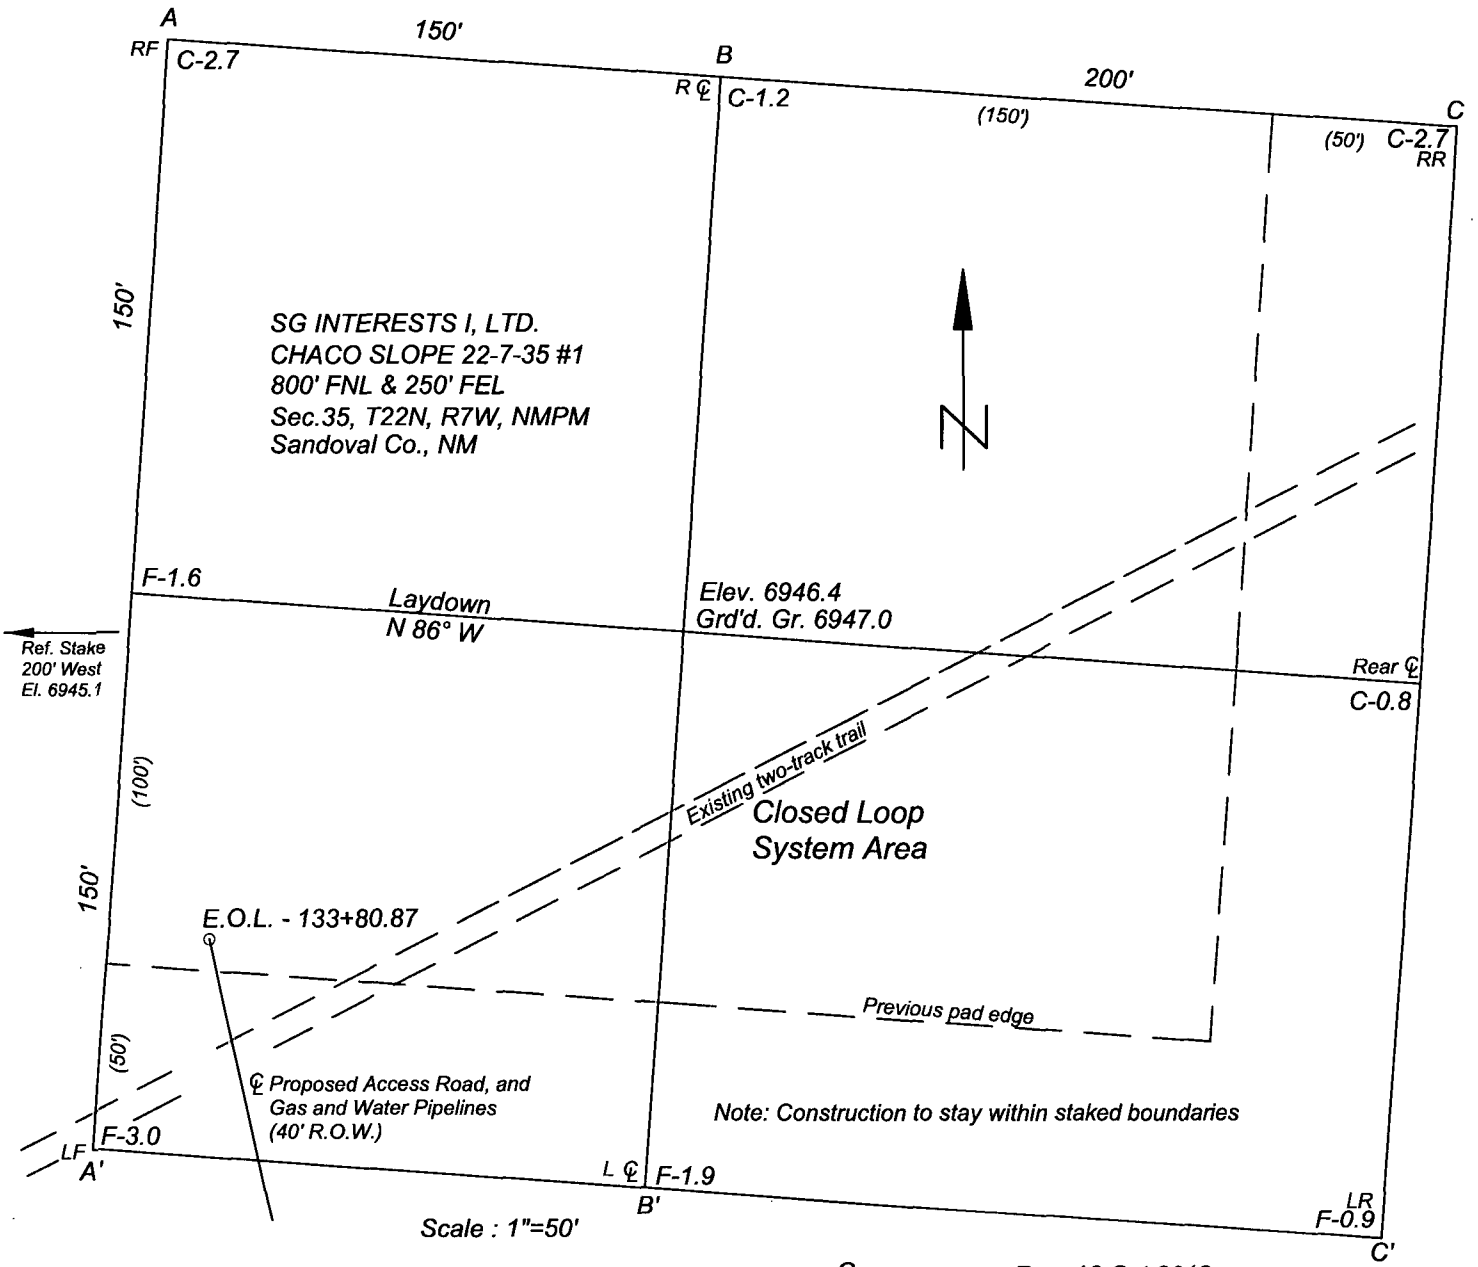 A
150'
B
200'
C
RF
C-2.7
R ℄
C-1.2
(150')
(50')
C-2.7
RR
150'
SG INTERESTS I, LTD.
CHACO SLOPE 22-7-35 #1
800' FNL & 250' FEL
Sec.35, T22N, R7W, NMPM
Sandoval Co., NM
N
F-1.6
Laydown
N 86° W
Elev. 6946.4
Grd'd. Gr. 6947.0
Ref. Stake
200' West
El. 6945.1
Rear ℄
C-0.8
(100')
150'
Existing two-track trail
Closed Loop
System Area
E.O.L. - 133+80.87
Previous pad edge
(50')
℄ Proposed Access Road, and
Gas and Water Pipelines
(40' R.O.W.)
Note: Construction to stay within staked boundaries
LF
F-3.0
A'
L ℄
F-1.9
B'
LR
F-0.9
C'
Scale : 1"=50'